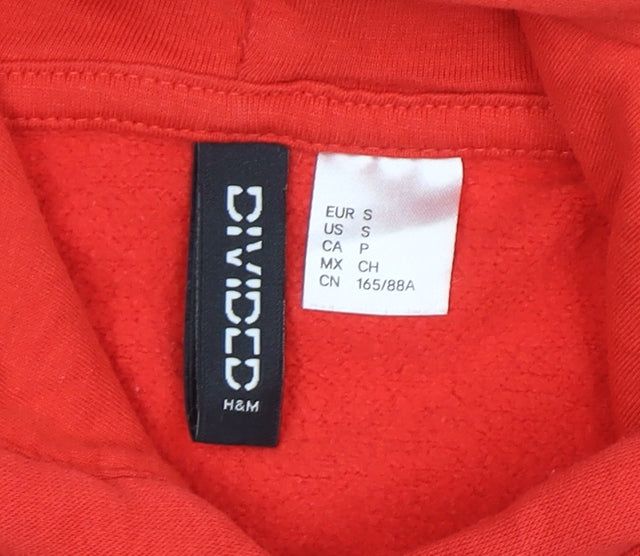 DIVIDED
H&M
EUR S
US S
CA P
MX CH
CN 165/88A